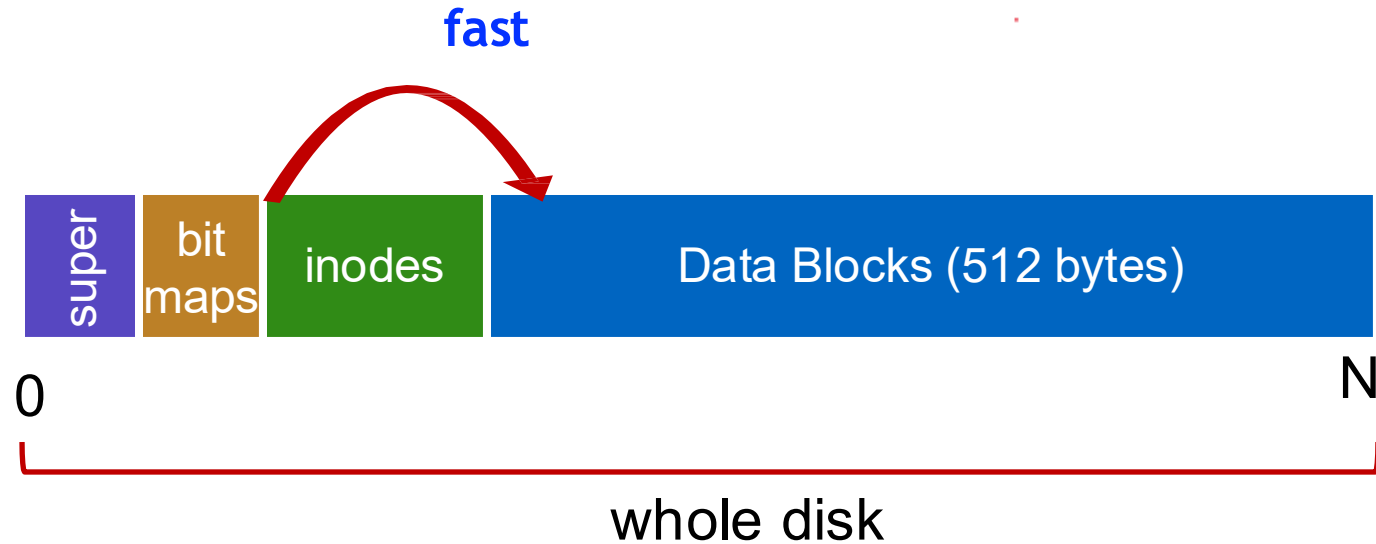 fast
super
bit
maps
inodes
Data Blocks (512 bytes)
0
N
whole disk